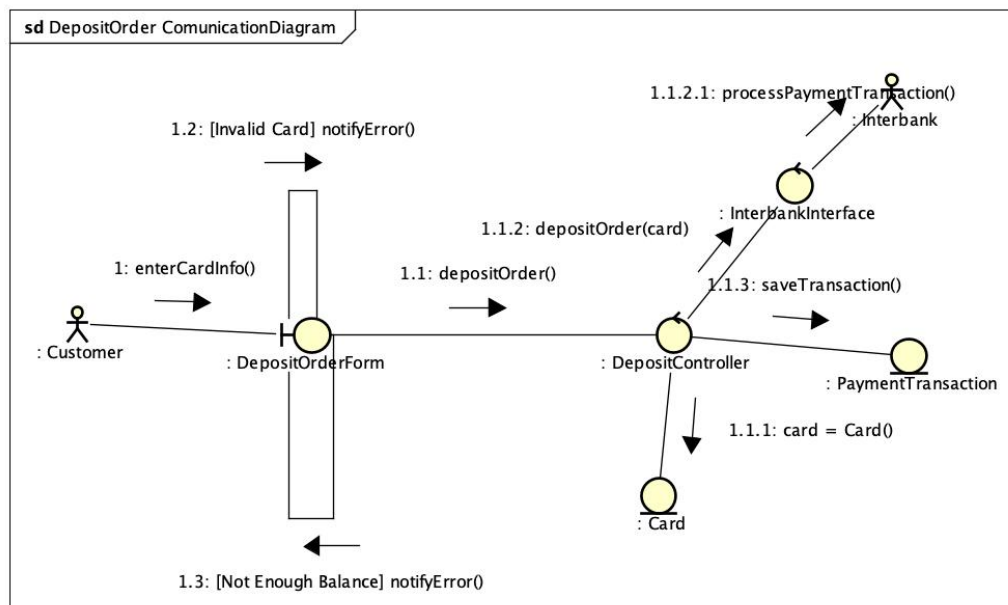 sd DepositOrder ComunicationDiagram
1.1.2.1: processPaymentTransaction()
: Interbank
1.2: [Invalid Card] notifyError()
: InterbankInterface
1.1.2: depositOrder(card)
1: enterCardInfo()
1.1: depositOrder()
1.1.3: saveTransaction()
: Customer
: DepositOrderForm
: DepositController
: PaymentTransaction
1.1.1: card = Card()
: Card
1.3: [Not Enough Balance] notifyError()